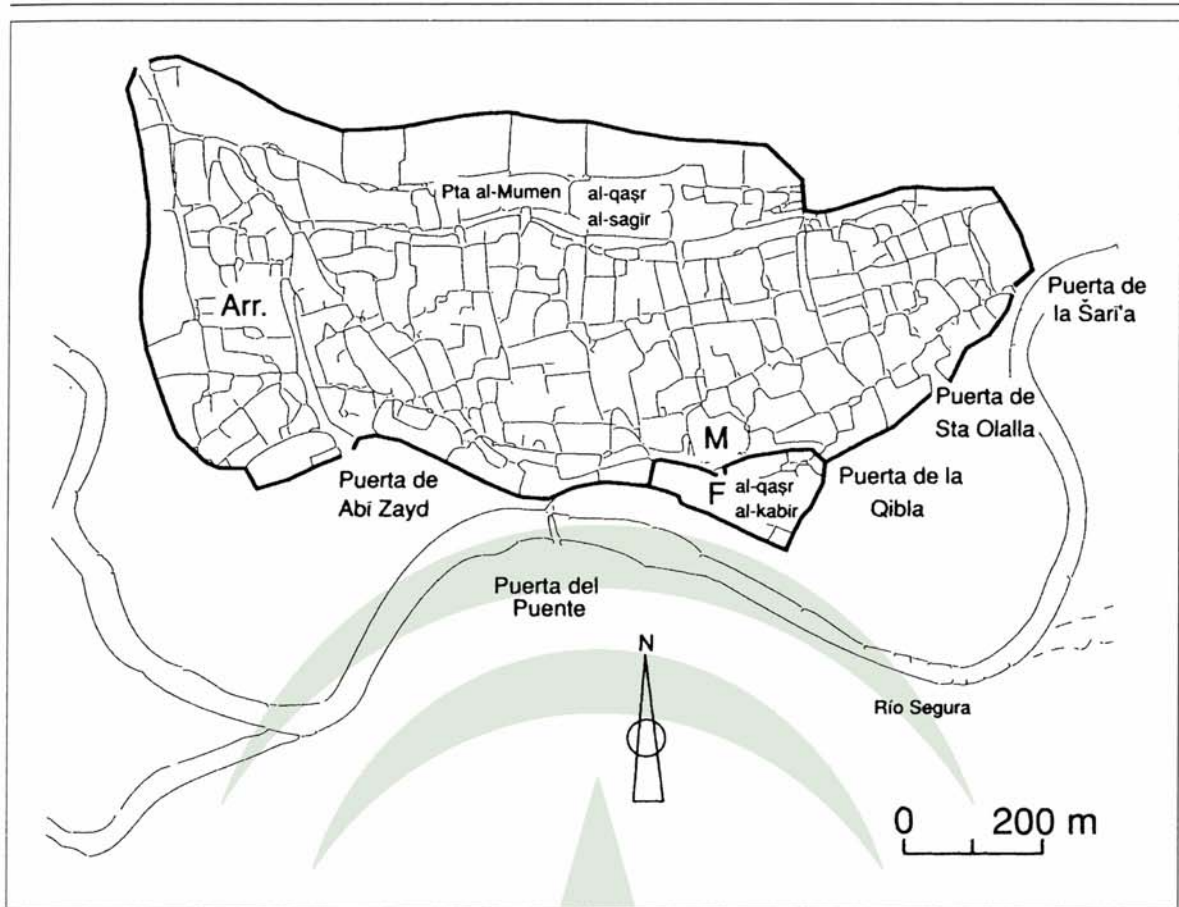 Pta al-Mumen
al-qaṣr
al-sagīr
Arr.
Puerta de
la Šarī'a
Puerta de
Sta Olalla
M
F
al-qaṣr
al-kabir
Puerta de
Abī Zayd
Puerta de la
Qibla
Puerta del
Puente
N
Río Segura
0 200 m